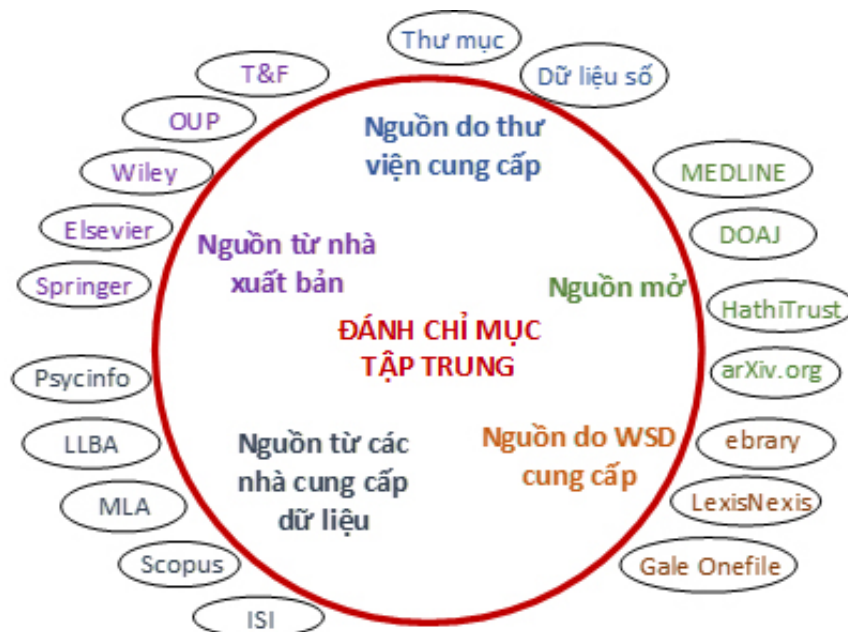 Thư mục
Dữ liệu số
T&F
OUP
Wiley
Elsevier
Springer
Nguồn do thư
viện cung cấp
MEDLINE
DOAJ
HathiTrust
arXiv.org
Nguồn từ nhà
xuất bản
Nguồn mở
ĐÁNH CHỈ MỤC
TẬP TRUNG
Psycinfo
LLBA
MLA
Scopus
ISI
Nguồn từ các
nhà cung cấp
dữ liệu
Nguồn do WSD
cung cấp
ebrary
LexisNexis
Gale Onefile